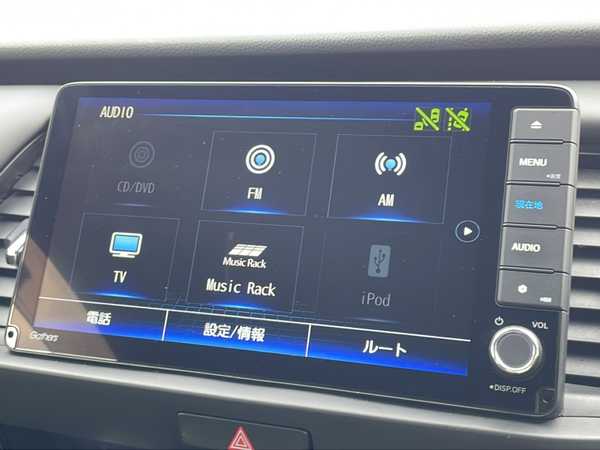 AUDIO
CD/DVD
FM
AM
TV
Music Rack
Music Rack
iPod
電話
設定/情報
ルート
Gathers
MENU
現在地
AUDIO
VOL
DISP.OFF